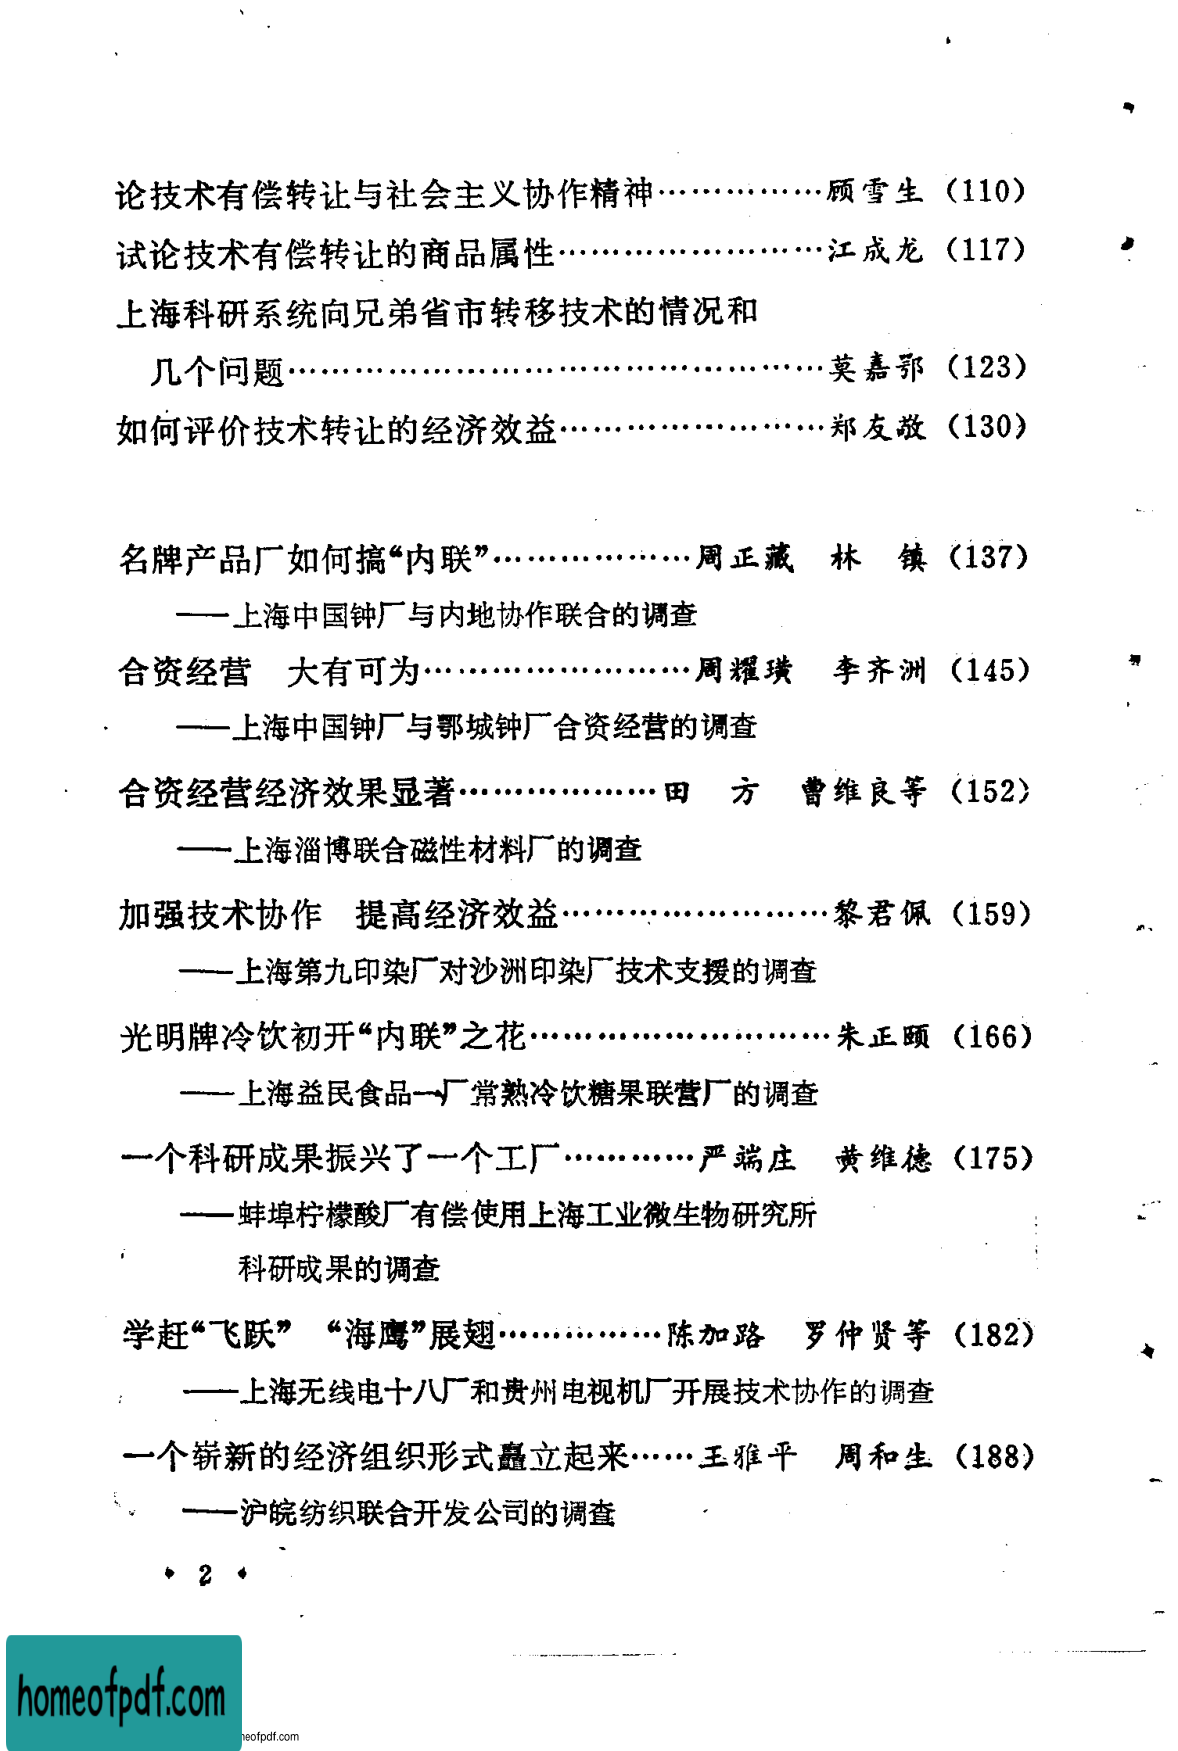 论技术有偿转让与社会主义协作精神……………顾雪生（110）
试论技术有偿转让的商品属性……………………江成龙（117）
上海科研系统向兄弟省市转移技术的情况和
几个问题…………………………………………莫嘉鄂（123）
如何评价技术转让的经济效益……………………郑友敬（130）
名牌产品厂如何搞“内联”………………周正藏　林　镇（137）
——上海中国钟厂与内地协作联合的调查
合资经营　大有可为……………………周耀璜　李齐洲（145）
——上海中国钟厂与鄂城钟厂合资经营的调查
合资经营经济效果显著………………田　方　曹维良等（152）
——上海淄博联合磁性材料厂的调查
加强技术协作　提高经济效益……………………黎君佩（159）
——上海第九印染厂对沙洲印染厂技术支援的调查
光明牌冷饮初开“内联”之花………………………朱正颐（166）
——上海益民食品一厂常熟冷饮糖果联营厂的调查
一个科研成果振兴了一个工厂…………严端庄　黄维德（175）
——蚌埠柠檬酸厂有偿使用上海工业微生物研究所
科研成果的调查
学赶“飞跃”　“海鹰”展翅……………陈加路　罗仲贤等（182）
——上海无线电十八厂和贵州电视机厂开展技术协作的调查
一个崭新的经济组织形式矗立起来……王雅平　周和生（188）
——沪皖纺织联合开发公司的调查
· 2 ·
homeofpdf.com
heofpdf.com